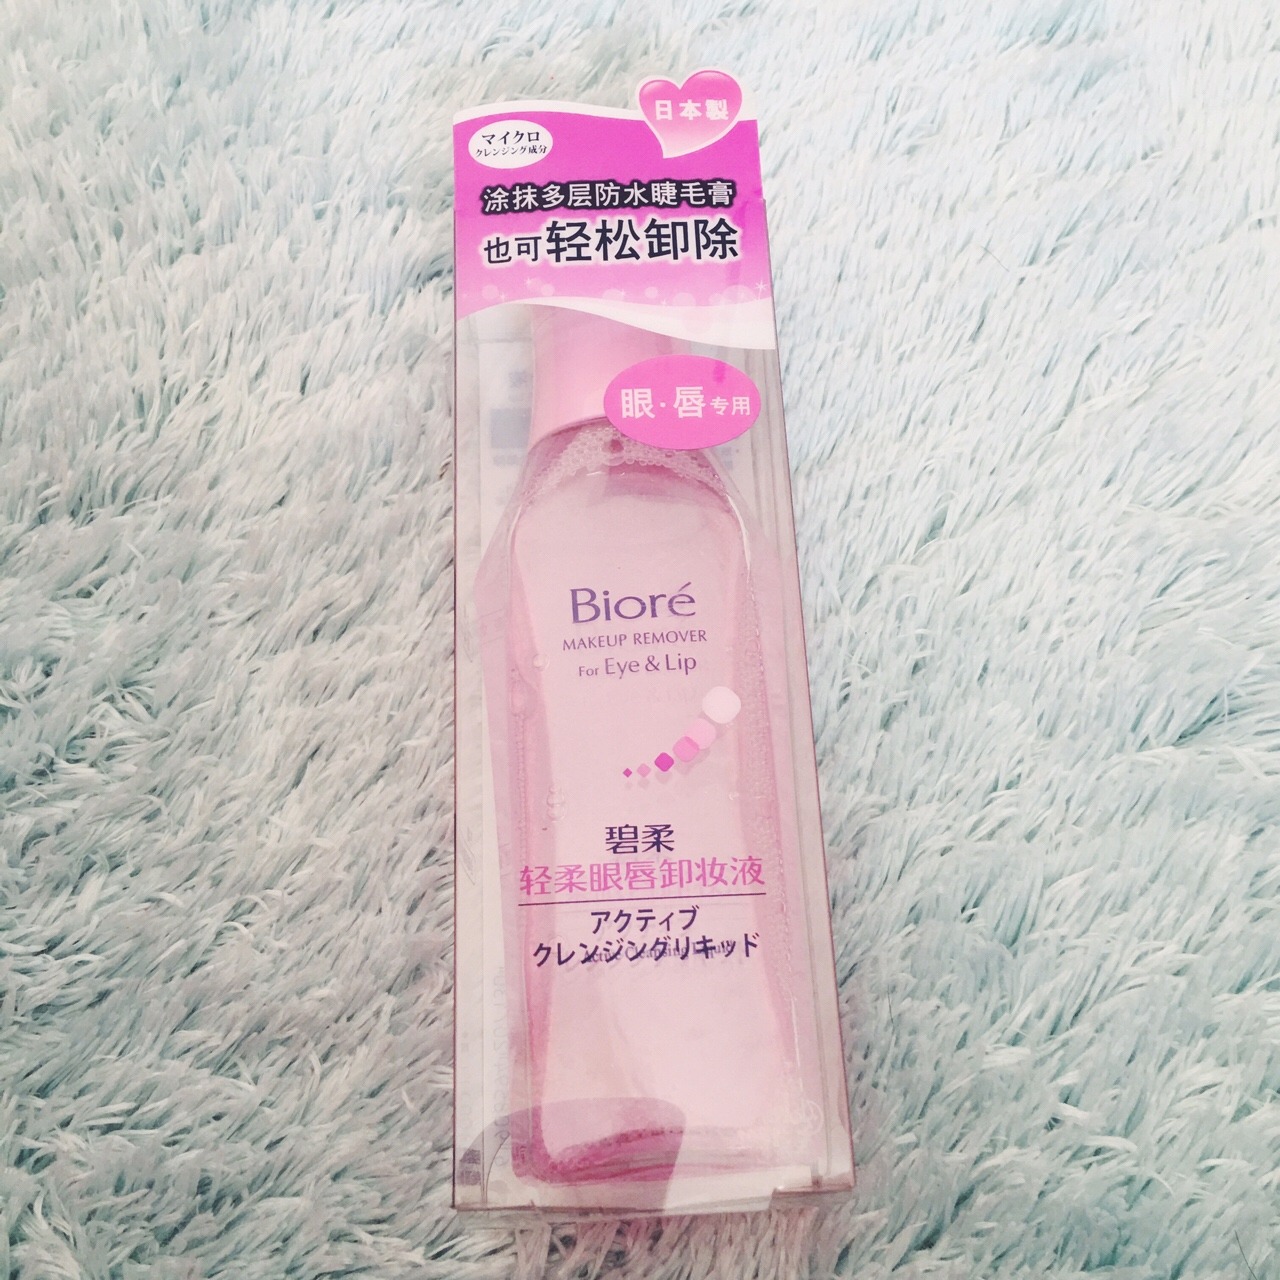 日本製
マイクロ
クレンジング成分
涂抹多层防水睫毛膏
也可轻松卸除
眼·唇专用
Bioré
MAKEUP REMOVER
For Eye & Lip
碧柔
轻柔眼唇卸妆液
アクティブ
クレンジングリキッド
Active Cleansing Liquid